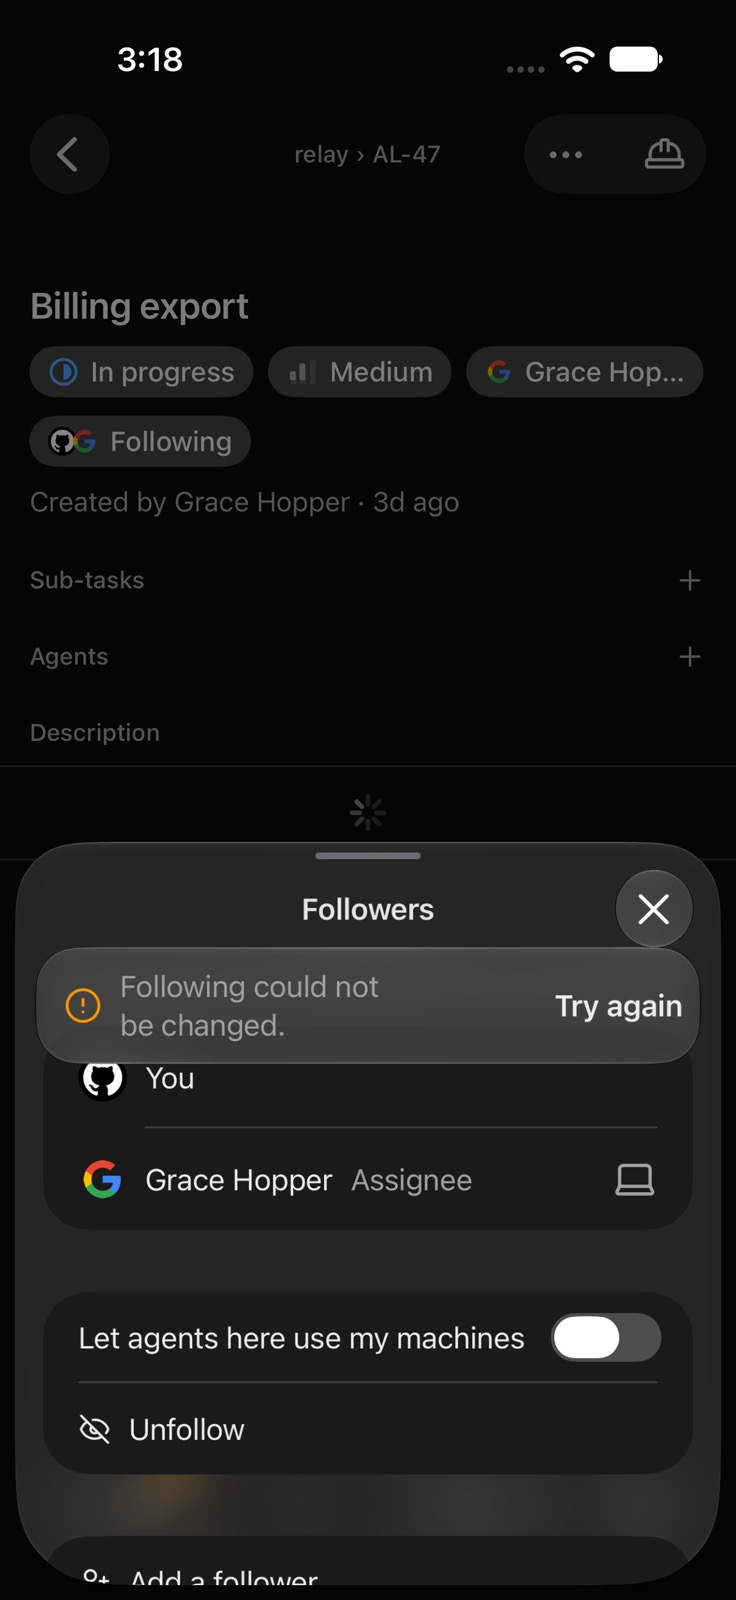 3:18
relay › AL-47
Billing export
In progress
Medium
Grace Hop...
Following
Created by Grace Hopper · 3d ago
Sub-tasks
Agents
Description
Followers
Following could not
be changed.
Try again
You
Grace Hopper Assignee
Let agents here use my machines
Unfollow
Add a follower